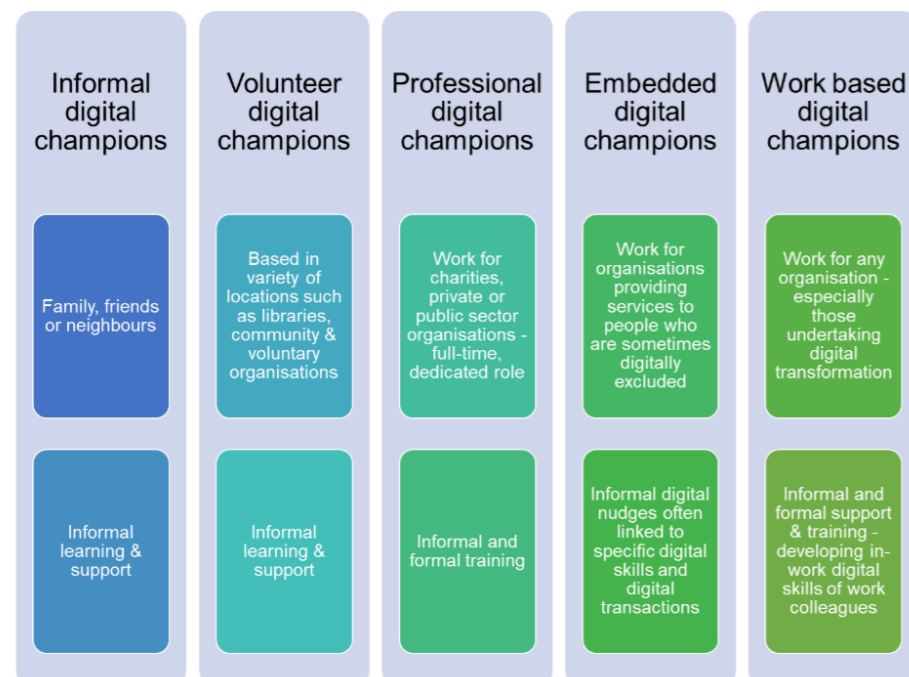 Informal
digital
champions
Family, friends
or neighbours
Informal
learning &
support
Volunteer
digital
champions
Based in
variety of
locations such
as libraries,
community &
voluntary
organisations
Informal
learning &
support
Professional
digital
champions
Work for
charities,
private or
public sector
organisations -
full-time,
dedicated role
Informal and
formal training
Embedded
digital
champions
Work for
organisations
providing
services to
people who
are sometimes
digitally
excluded
Informal digital
nudges often
linked to
specific digital
skills and
digital
transactions
Work based
digital
champions
Work for any
organisation -
especially
those
undertaking
digital
transformation
Informal and
formal support
& training -
developing in-
work digital
skills of work
colleagues